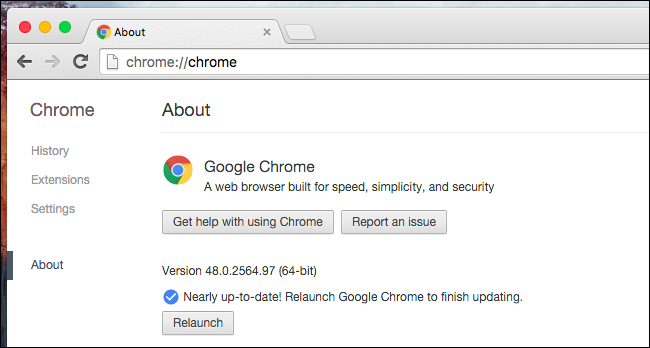 About
chrome://chrome
Chrome
About
History
Extensions
Settings
About
Google Chrome
A web browser built for speed, simplicity, and security
Get help with using Chrome
Report an issue
Version 48.0.2564.97 (64-bit)
Nearly up-to-date! Relaunch Google Chrome to finish updating.
Relaunch